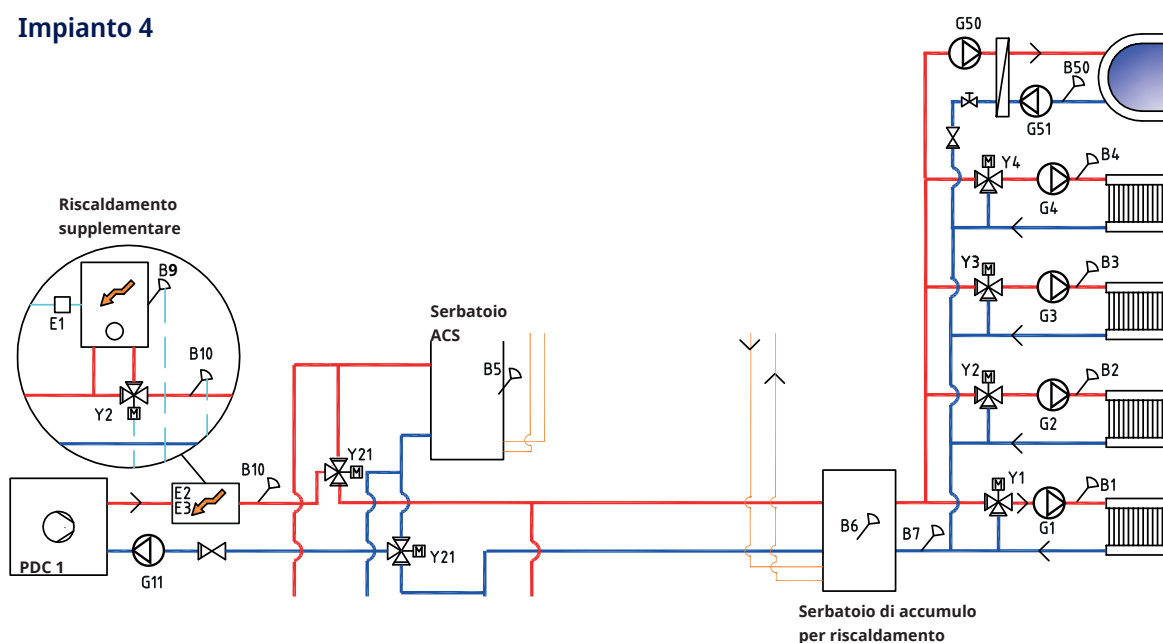 Impianto 4
G50
B50
G51
B4
Y4
G4
Riscaldamento
supplementare
B9
E1
B10
Y2
Y3
B3
G3
Serbatoio
ACS
B5
Y2
B2
G2
Y21
B10
E2
E3
Y1
B1
G1
B6
B7
PDC 1
G11
Y21
Serbatoio di accumulo
per riscaldamento
M
M
M
M
M
M
M